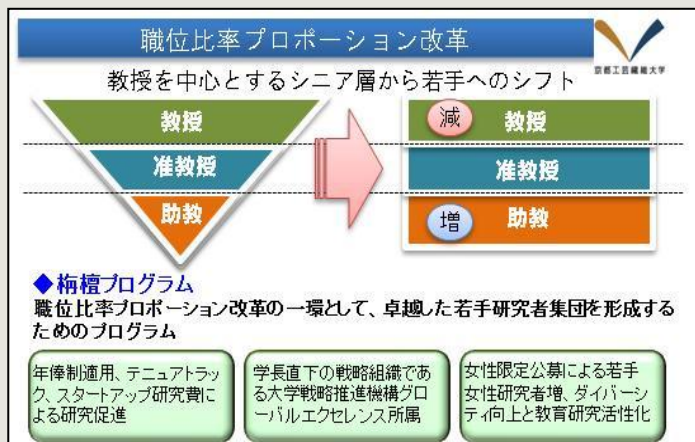 職位比率プロポーション改革
京都工芸繊維大学
教授を中心とするシニア層から若手へのシフト
教授
准教授
助教
減
教授
准教授
増
助教
◆栴檀プログラム
職位比率プロポーション改革の一環として、卓越した若手研究者集団を形成する
ためのプログラム
年俸制適用、テニュアトラッ
ク、スタートアップ研究費に
よる研究促進
学長直下の戦略組織であ
る大学戦略推進機構グロ
ーバルエクセレンス所属
女性限定公募による若手
女性研究者増、ダイバーシ
ティ向上と教育研究活性化